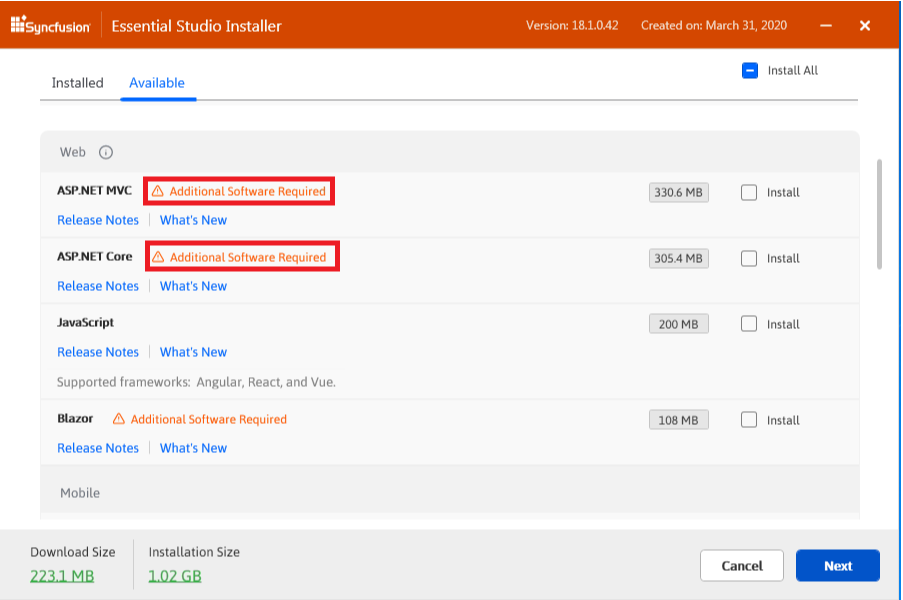 Syncfusion Essential Studio Installer Version: 18.1.0.42 Created on: March 31, 2020
Installed Available Install All
Web
ASP.NET MVC Additional Software Required 330.6 MB Install
Release Notes What's New
ASP.NET Core Additional Software Required 305.4 MB Install
Release Notes What's New
JavaScript 200 MB Install
Release Notes What's New
Supported frameworks: Angular, React, and Vue.
Blazor Additional Software Required 108 MB Install
Release Notes What's New
Mobile
Download Size Installation Size
223.1 MB 1.02 GB
Cancel Next